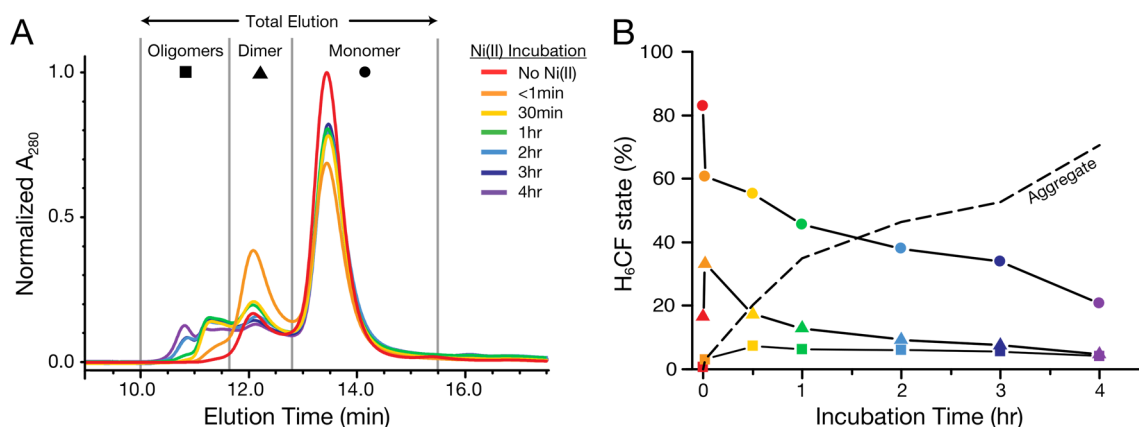 A
Total Elution
Oligomers Dimer Monomer
Ni(II) Incubation
No Ni(II)
<1min
30min
1hr
2hr
3hr
4hr
Normalized A280
1.0
0.5
0.0
10.0 12.0 14.0 16.0
Elution Time (min)
B
H6CF state (%)
100
80
60
40
20
0
Aggregate
0 1 2 3 4
Incubation Time (hr)